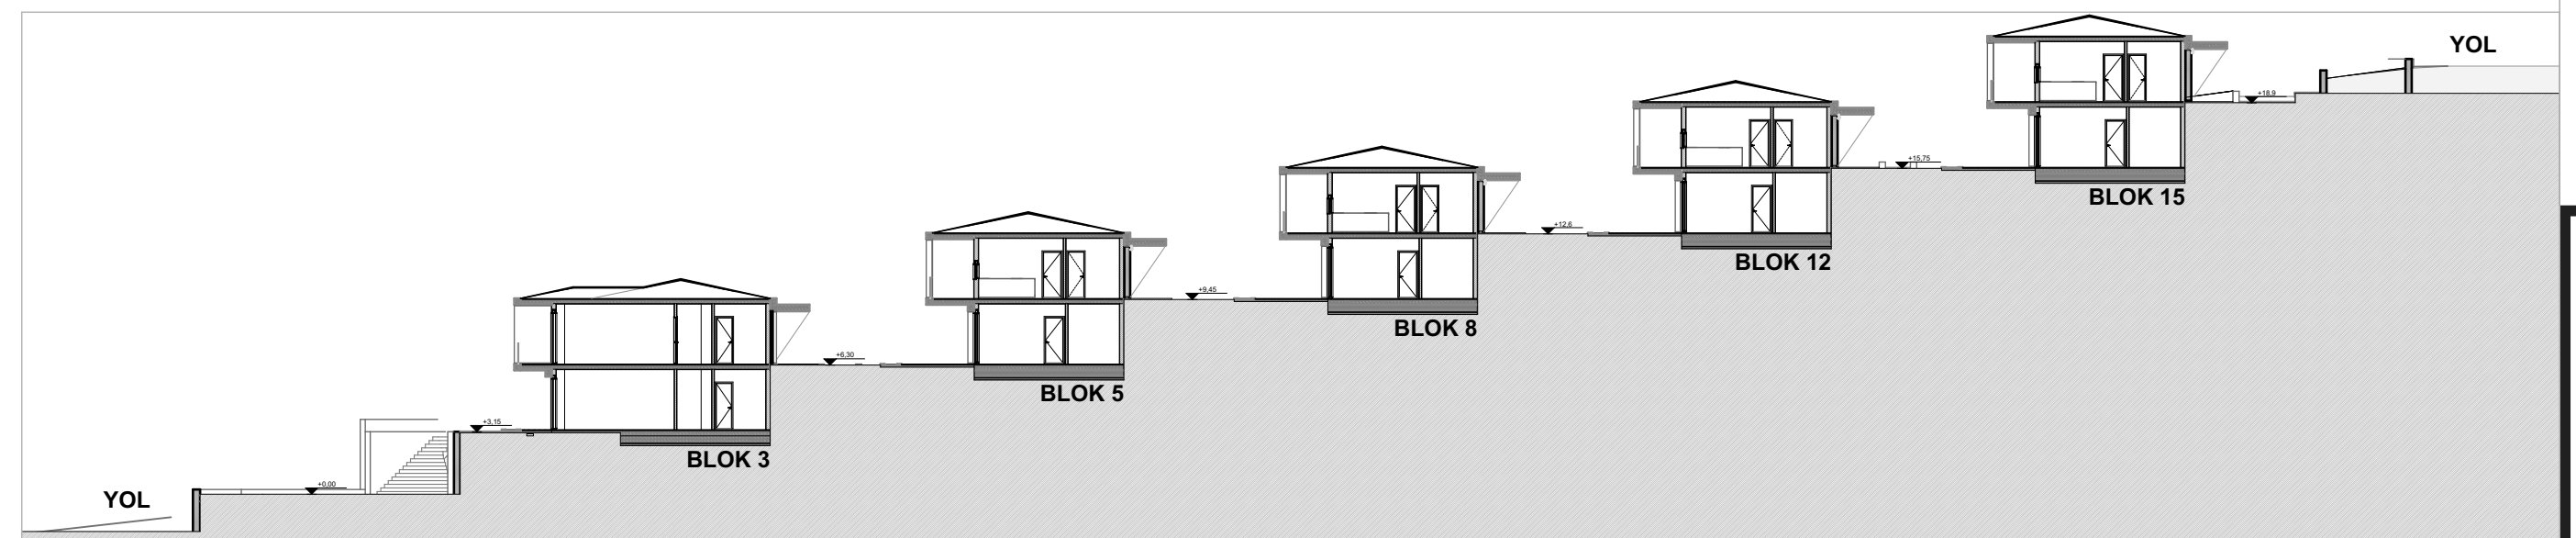 YOL
+0.00
+3,15
BLOK 3
+6,30
BLOK 5
+9,45
BLOK 8
+12,6
BLOK 12
+15,75
BLOK 15
+18,9
YOL